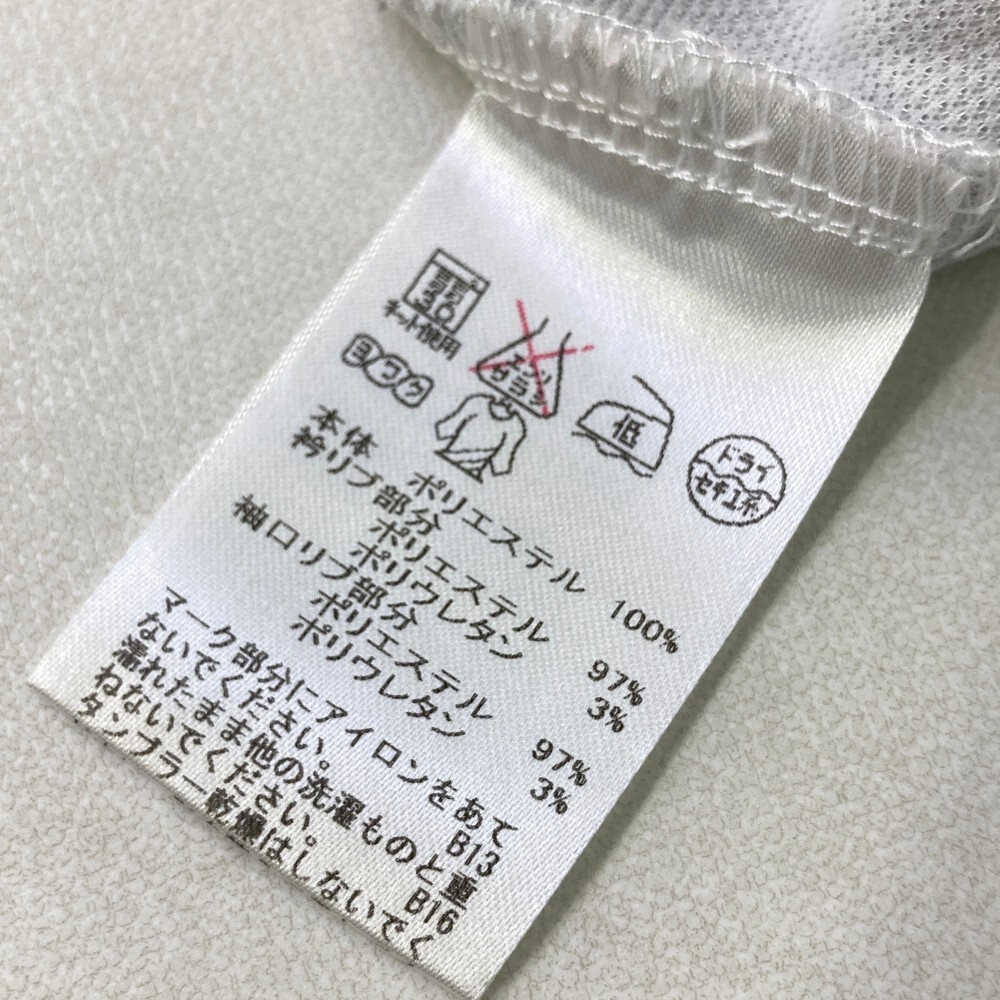 弱
30
ネット使用
ヨワク
エンソ
サラシ
低
ドライ
セキユ系
本体 ポリエステル 100%
衿リブ部分
ポリエステル 97%
ポリウレタン 3%
袖口リブ部分
ポリエステル 97%
ポリウレタン 3%
マーク部分にアイロンをあて
ないでください。 B13
濡れたまま他の洗濯ものと重
ねないでください。 B16
タンブラー乾燥はしないでく